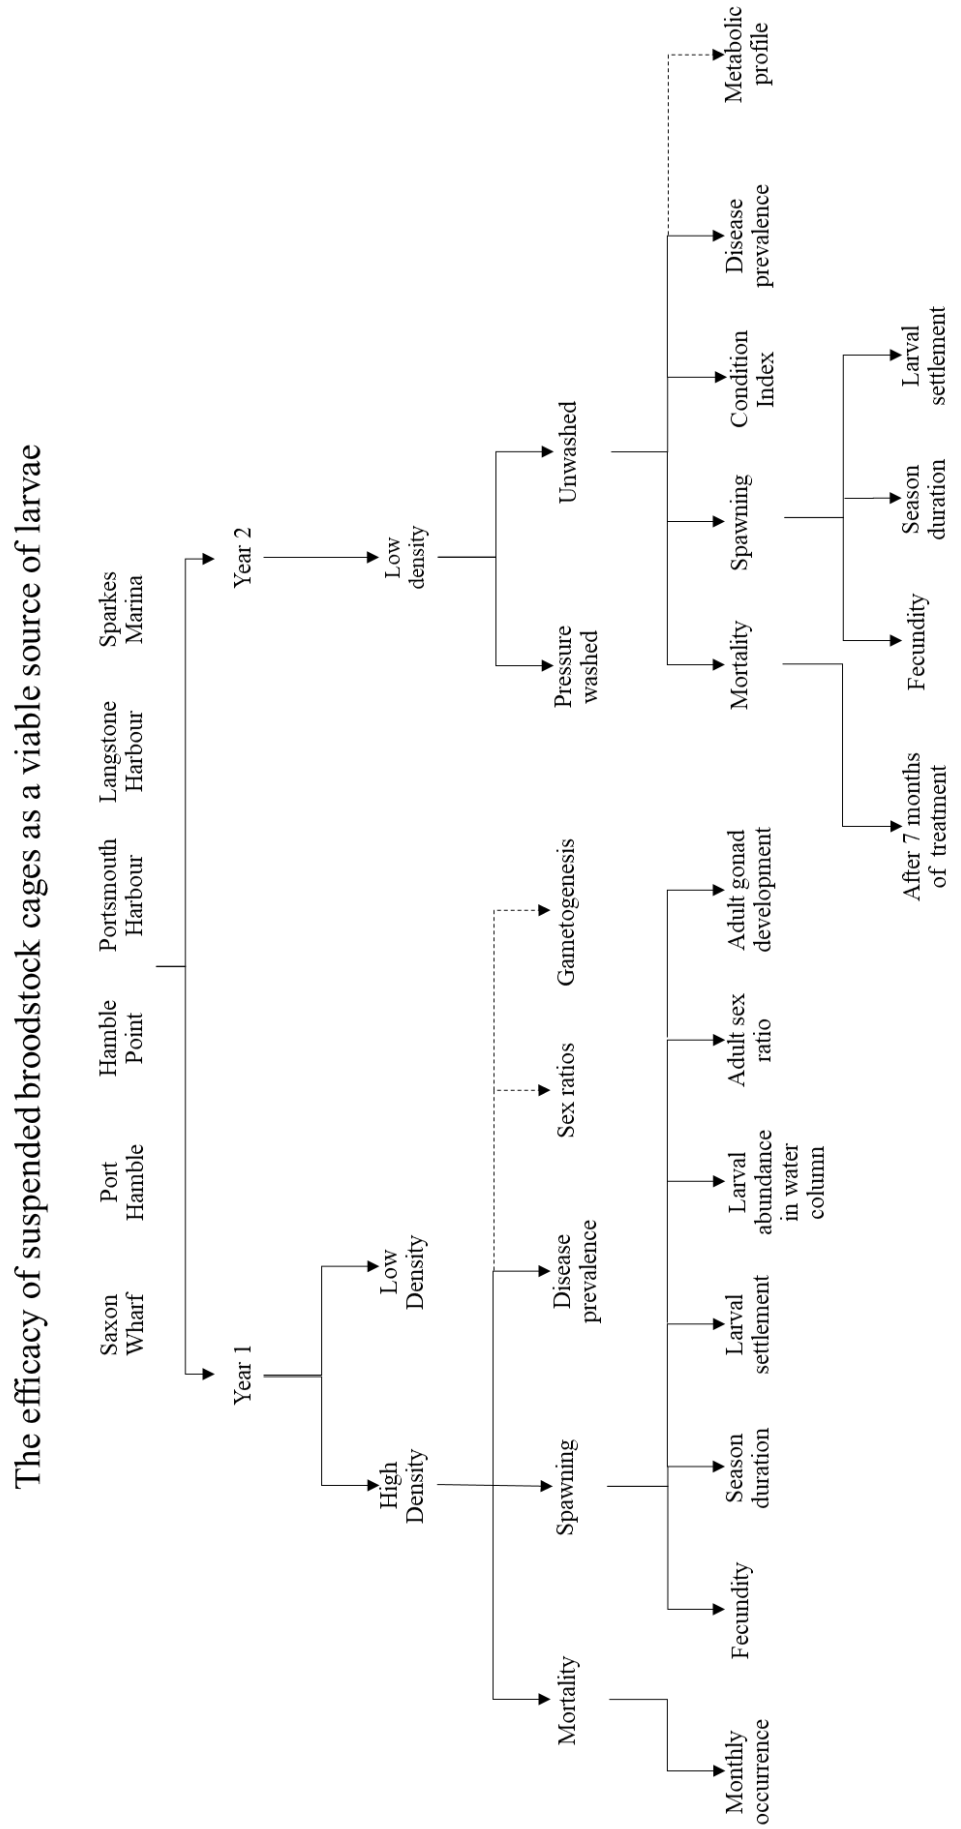 The efficacy of suspended broodstock cages as a viable source of larvae
Saxon
Wharf
Port
Hamble
Hamble
Point
Portsmouth
Harbour
Langstone
Harbour
Sparkes
Marina
Year 1
Year 2
High
Density
Low
Density
Low
density
Mortality
Spawning
Disease
prevalence
Sex ratios
Gametogenesis
Pressure
washed
Unwashed
Monthly
occurrence
Fecundity
Season
duration
Larval
settlement
Larval
abundance
in water
column
Adult sex
ratio
Adult gonad
development
Mortality
Spawning
Condition
Index
Disease
prevalence
Metabolic
profile
After 7 months
of treatment
Fecundity
Season
duration
Larval
settlement